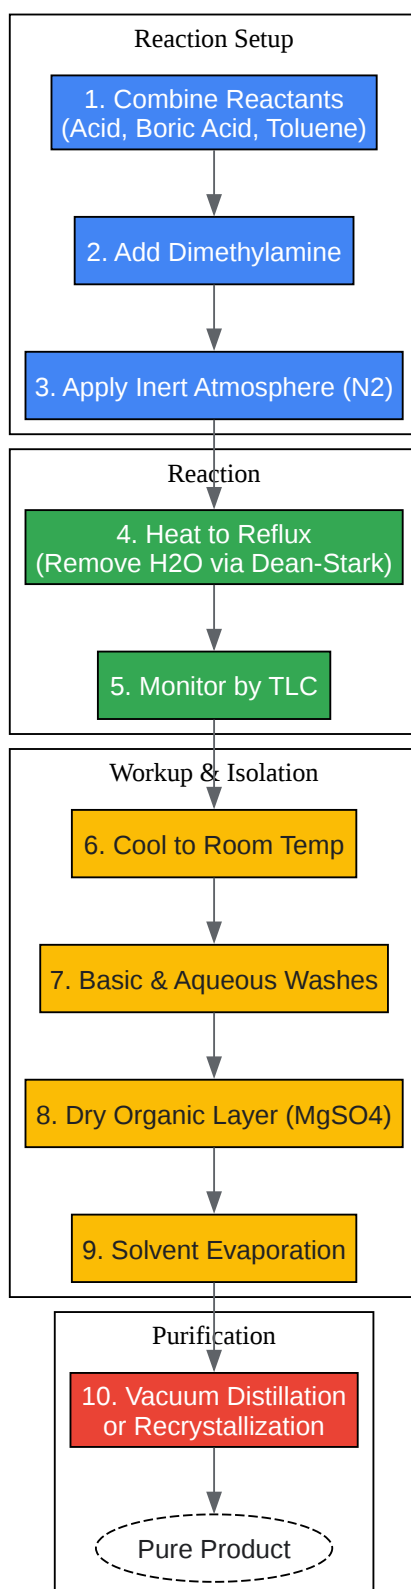 Reaction Setup
1. Combine Reactants
(Acid, Boric Acid, Toluene)
2. Add Dimethylamine
3. Apply Inert Atmosphere (N2)
Reaction
4. Heat to Reflux
(Remove H2O via Dean-Stark)
5. Monitor by TLC
Workup & Isolation
6. Cool to Room Temp
7. Basic & Aqueous Washes
8. Dry Organic Layer (MgSO4)
9. Solvent Evaporation
Purification
10. Vacuum Distillation
or Recrystallization
Pure Product